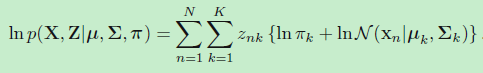 ln p(X, Z|μ, Σ, π) = ∑_{n=1}^{N} ∑_{k=1}^{K} z_{nk} {ln π_k + ln 𝒩(x_n|μ_k, Σ_k)} .